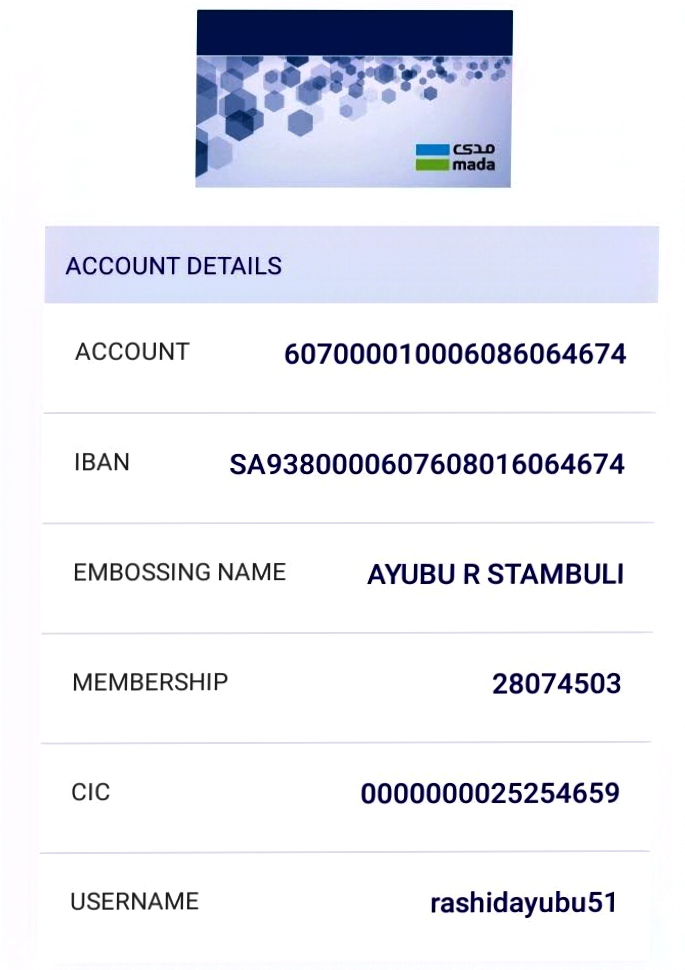 مدى
mada
ACCOUNT DETAILS
ACCOUNT 607000010006086064674
IBAN SA9380000607608016064674
EMBOSSING NAME AYUBU R STAMBULI
MEMBERSHIP 28074503
CIC 0000000025254659
USERNAME rashidayubu51